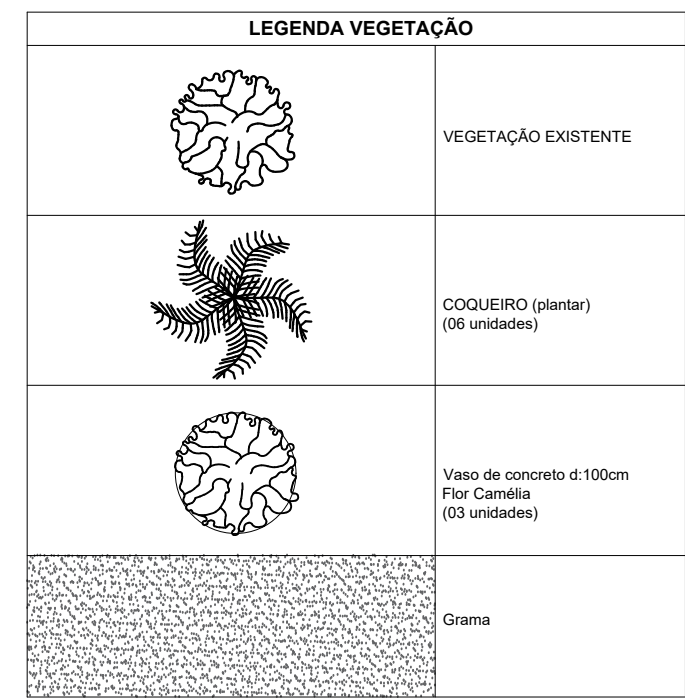 LEGENDA VEGETAÇÃO
VEGETAÇÃO EXISTENTE
COQUEIRO (plantar)
(06 unidades)
Vaso de concreto d:100cm
Flor Camélia
(03 unidades)
Grama